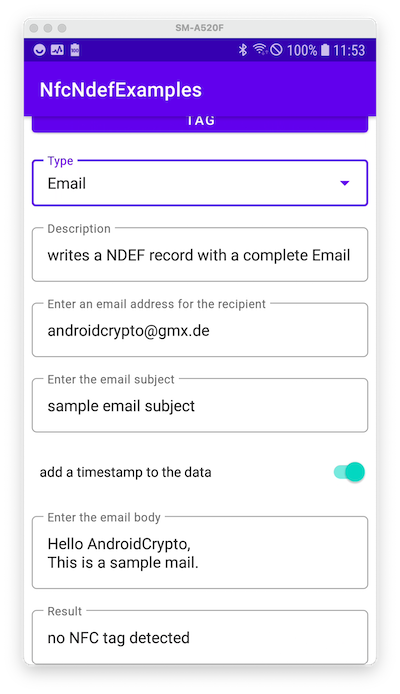 SM-A520F
100% 11:53
NfcNdefExamples
TAG
Type
Email
Description
writes a NDEF record with a complete Email
Enter an email address for the recipient
androidcrypto@gmx.de
Enter the email subject
sample email subject
add a timestamp to the data
Enter the email body
Hello AndroidCrypto,
This is a sample mail.
Result
no NFC tag detected